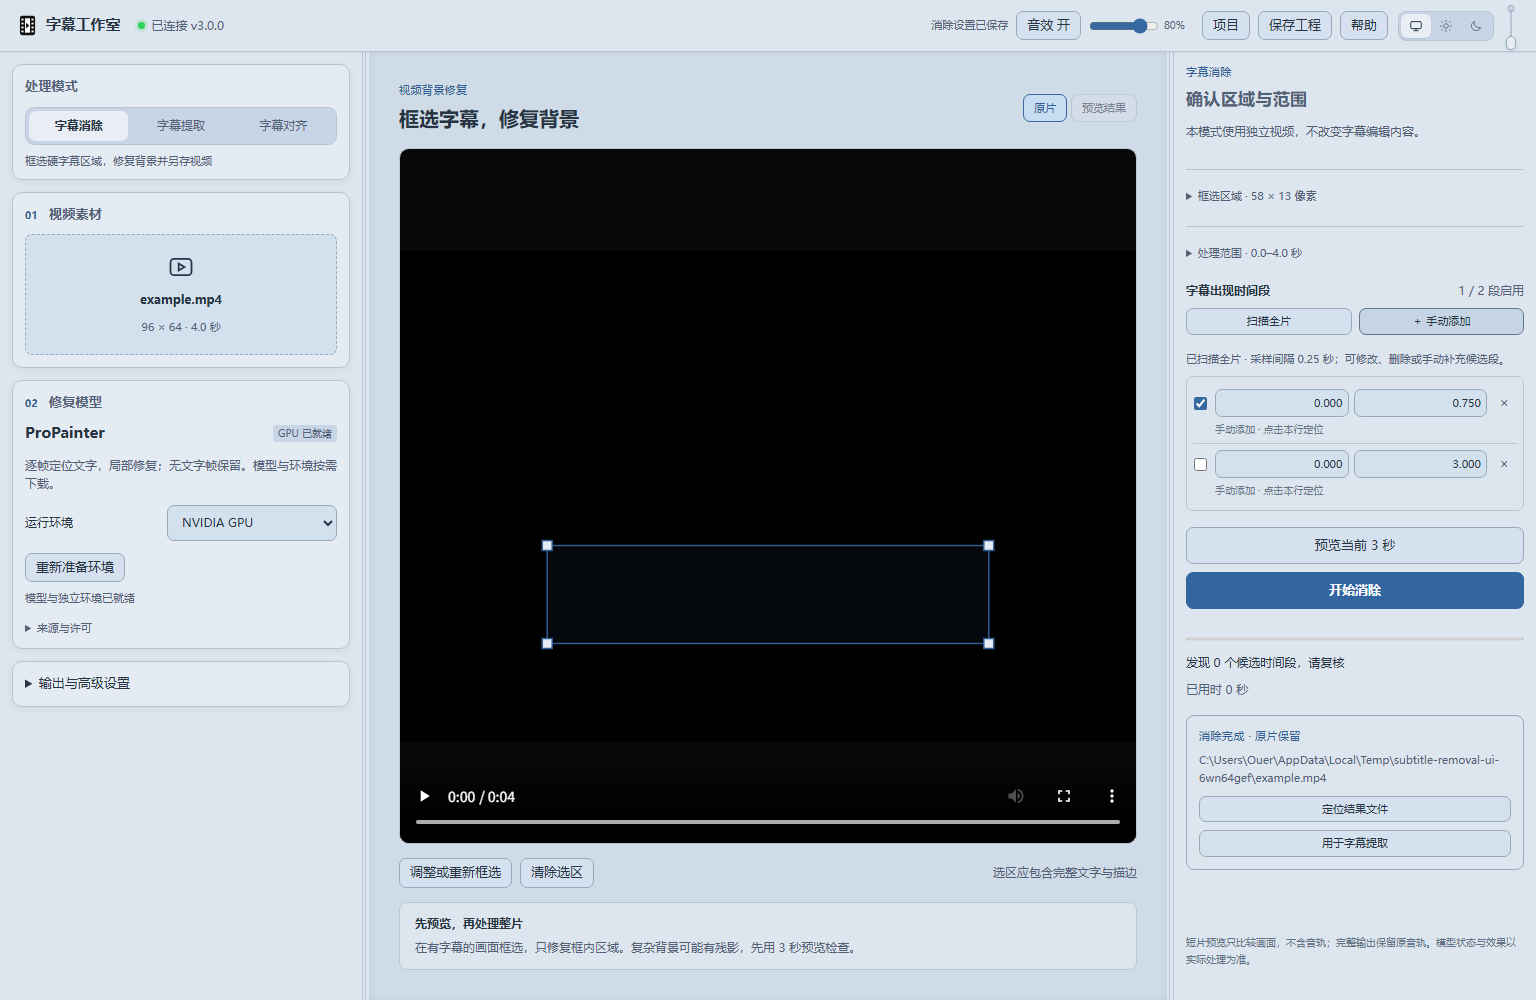 字幕工作室
已连接 v3.0.0
消除设置已保存
音效 开
80%
项目
保存工程
帮助
处理模式
字幕消除
字幕提取
字幕对齐
框选硬字幕区域，修复背景并另存视频
01 视频素材
example.mp4
96 × 64 · 4.0 秒
02 修复模型
ProPainter
GPU 已就绪
逐帧定位文字，局部修复；无文字帧保留。模型与环境按需
下载。
运行环境
NVIDIA GPU
重新准备环境
模型与独立环境已就绪
来源与许可
输出与高级设置
视频背景修复
框选字幕，修复背景
原片
预览结果
0:00 / 0:04
调整或重新框选
清除选区
选区应包含完整文字与描边
先预览，再处理整片
在有字幕的画面框选，只修复框内区域。复杂背景可能有残影，先用 3 秒预览检查。
字幕消除
确认区域与范围
本模式使用独立视频，不改变字幕编辑内容。
框选区域 · 58 × 13 像素
处理范围 · 0.0–4.0 秒
字幕出现时间段
1 / 2 段启用
扫描全片
+ 手动添加
已扫描全片 · 采样间隔 0.25 秒；可修改、删除或手动补充候选段。
0.000
0.750
×
手动添加 · 点击本行定位
0.000
3.000
×
手动添加 · 点击本行定位
预览当前 3 秒
开始消除
发现 0 个候选时间段，请复核
已用时 0 秒
消除完成 · 原片保留
C:\Users\Ouer\AppData\Local\Temp\subtitle-removal-ui-
6wn64gef\example.mp4
定位结果文件
用于字幕提取
短片预览只比较画面，不含音轨；完整输出保留原音轨。模型状态与效果以
实际处理为准。